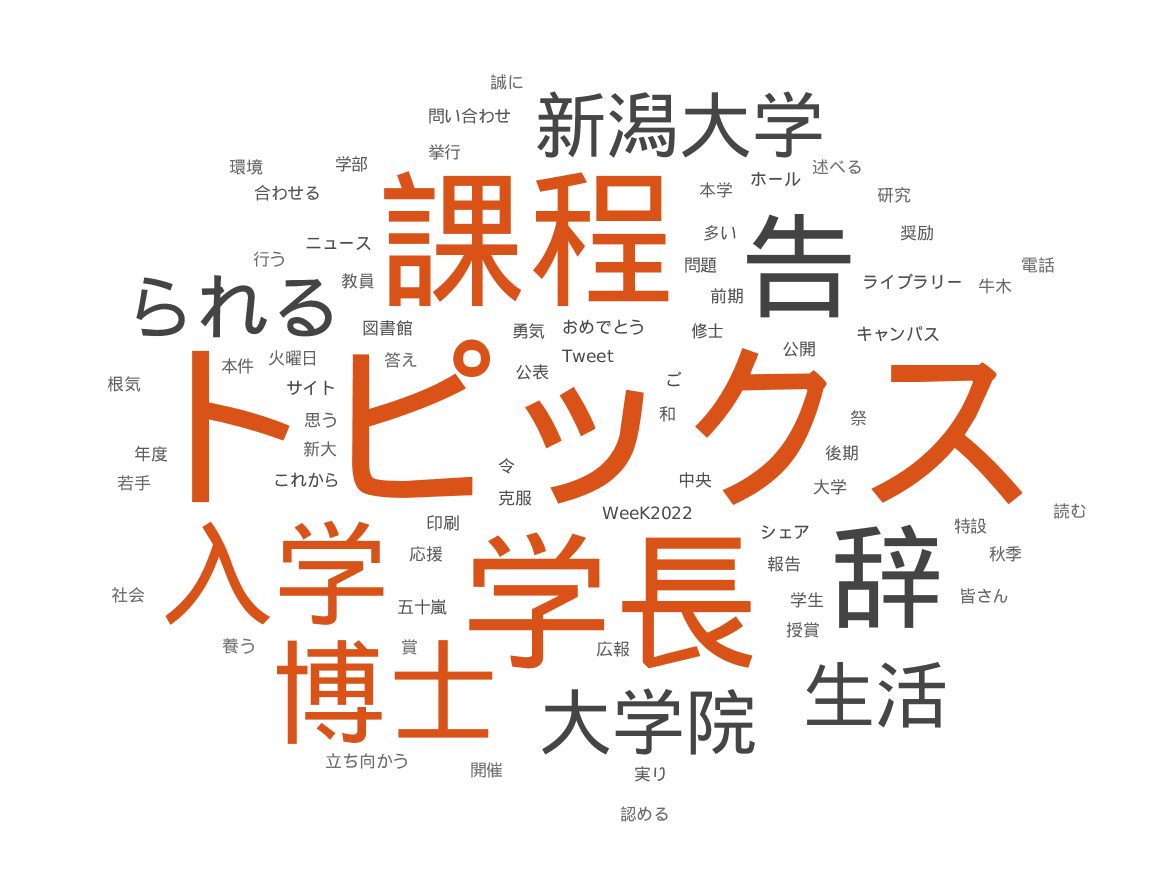 誠に
問い合わせ
新潟大学
挙行
環境
学部
合わせる
課程
本学
ホール
述べる
研究
ニュース
多い
告
奨励
行う
教員
問題
電話
られる
前期
ライブラリー
牛木
図書館
勇気
おめでとう
修士
キャンパス
本件
火曜日
答え
Tweet
公開
根気
サイト
公表
ご
トピックス
思う
和
祭
年度
新大
後期
若手
これから
令
中央
大学
克服
WeeK2022
読む
印刷
シェア
特設
入学
応援
学長
報告
辞
秋季
社会
五十嵐
学生
皆さん
授賞
養う
賞
広報
博士
大学院
生活
立ち向かう
開催
実り
認める